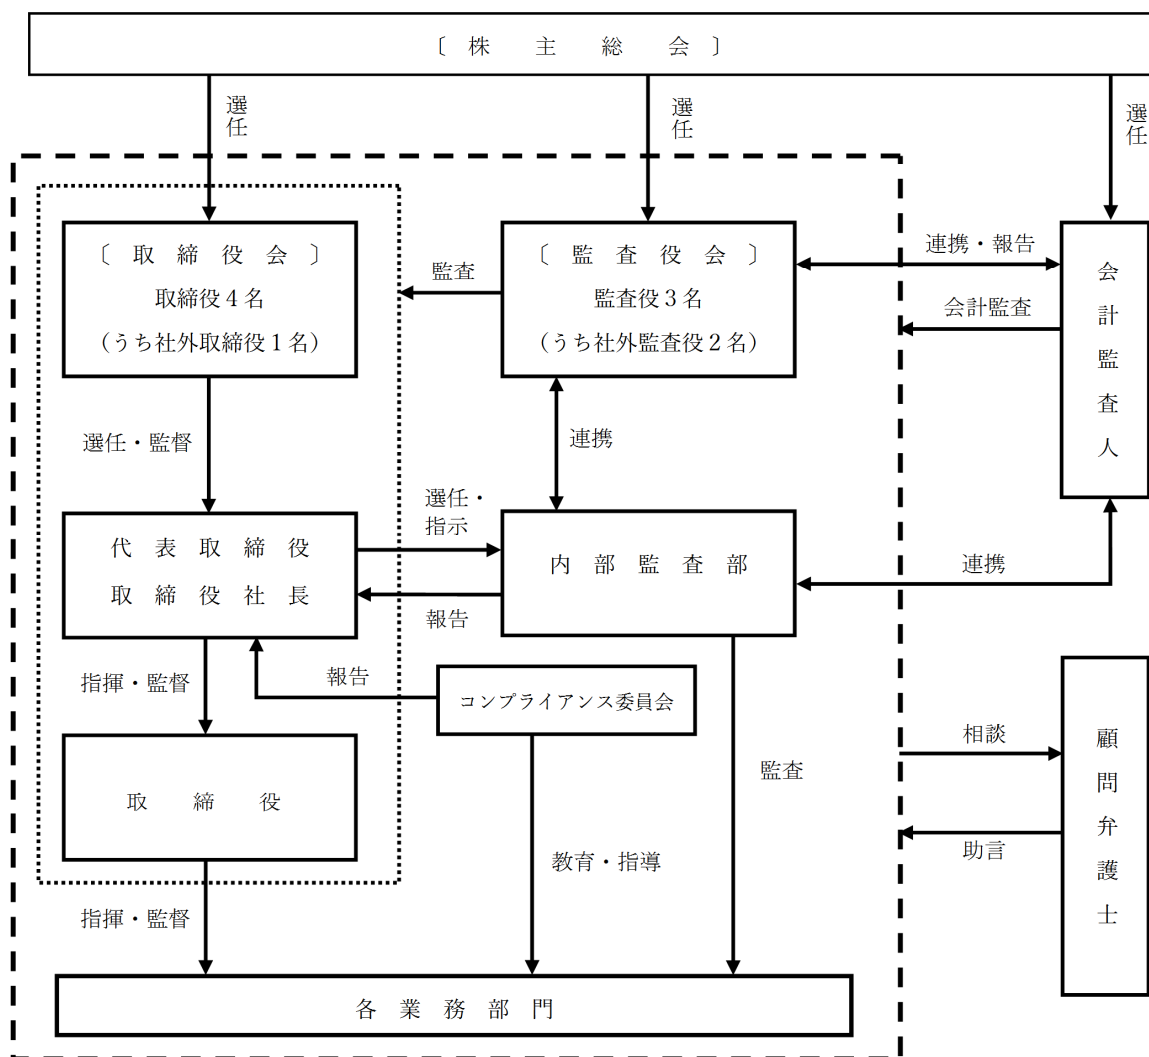 〔 株 主 総 会 〕
選任
選任
選任
〔 取 締 役 会 〕
取締役4名
(うち社外取締役1名)
監査
〔 監 査 役 会 〕
監査役3名
(うち社外監査役2名)
連携・報告
会計監査
会計監査人
選任・監督
連携
選任・
指示
代 表 取 締 役
取 締 役 社 長
内 部 監 査 部
連携
報告
指揮・監督
報告
コンプライアンス委員会
相談
顧問弁護士
取 締 役
監査
助言
教育・指導
指揮・監督
各 業 務 部 門